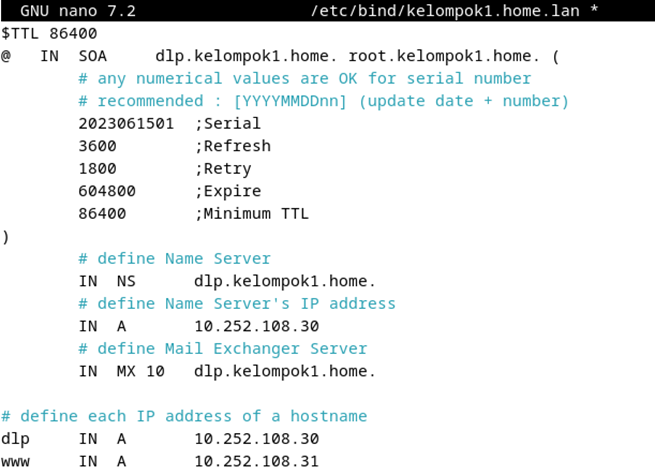 GNU nano 7.2 /etc/bind/kelompok1.home.lan *
$TTL 86400
@ IN SOA dlp.kelompok1.home. root.kelompok1.home. (
# any numerical values are OK for serial number
# recommended : [YYYYMMDDnn] (update date + number)
2023061501 ;Serial
3600 ;Refresh
1800 ;Retry
604800 ;Expire
86400 ;Minimum TTL
)
# define Name Server
IN NS dlp.kelompok1.home.
# define Name Server's IP address
IN A 10.252.108.30
# define Mail Exchanger Server
IN MX 10 dlp.kelompok1.home.
# define each IP address of a hostname
dlp IN A 10.252.108.30
www IN A 10.252.108.31